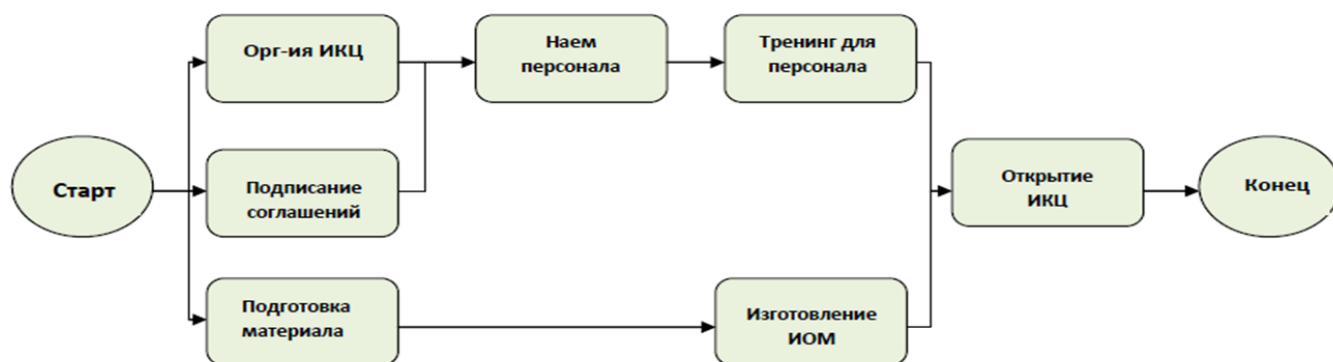 Орг-ия ИКЦ
Наем
персонала
Тренинг для
персонала
Старт
Подписание
соглашений
Открытие
ИКЦ
Конец
Подготовка
материала
Изготовление
ИОМ